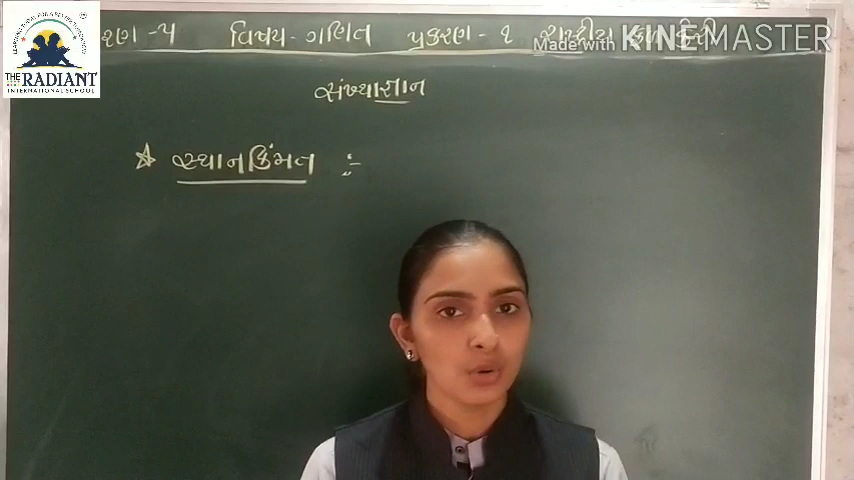 ધોરણ - ૫ વિષય - ગણિત પ્રકરણ - ૧
Made with KINEMASTER
THE RADIANT
INTERNATIONAL SCHOOL
સંખ્યાજ્ઞાન
☆ સ્થાનકિંમત :-